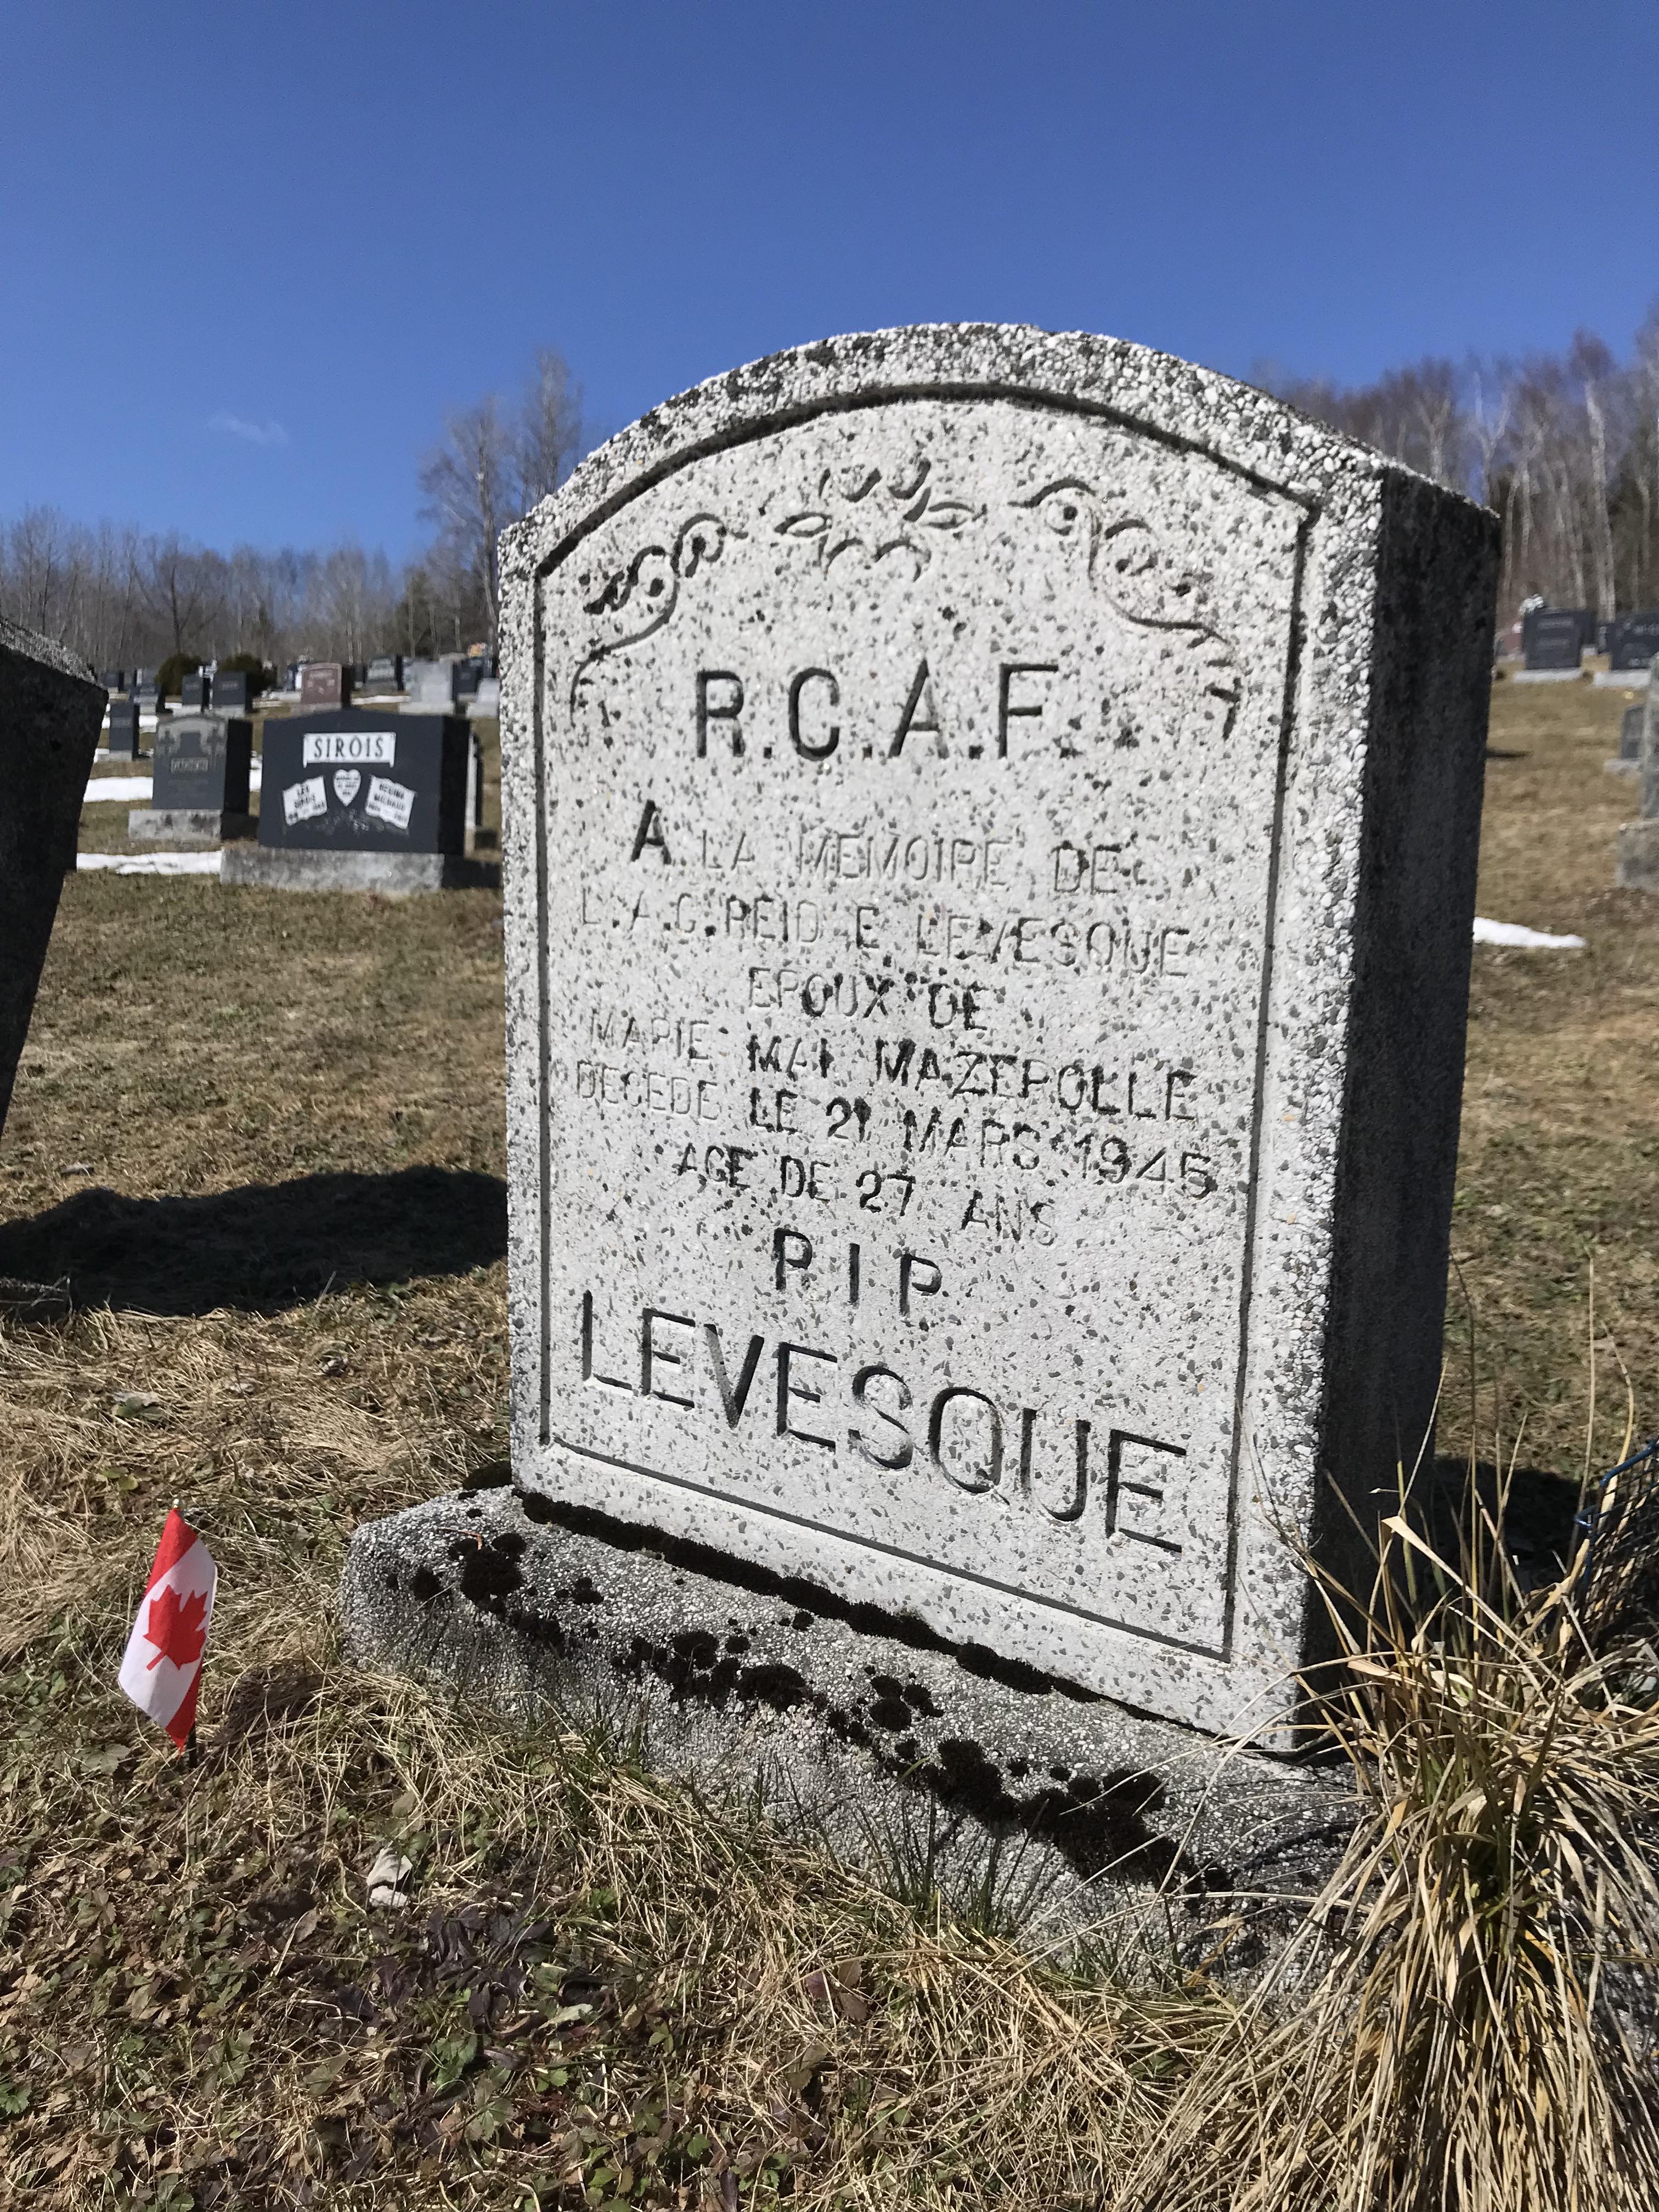 R.C.A.F.
A LA MEMOIRE DE
L.A.C. REID E. LEVESQUE
EPOUX DE
MARIE MAI MAZEROLLE
DECEDE LE 21 MARS 1945
AGE DE 27 ANS
R I P
LEVESQUE
SIROIS